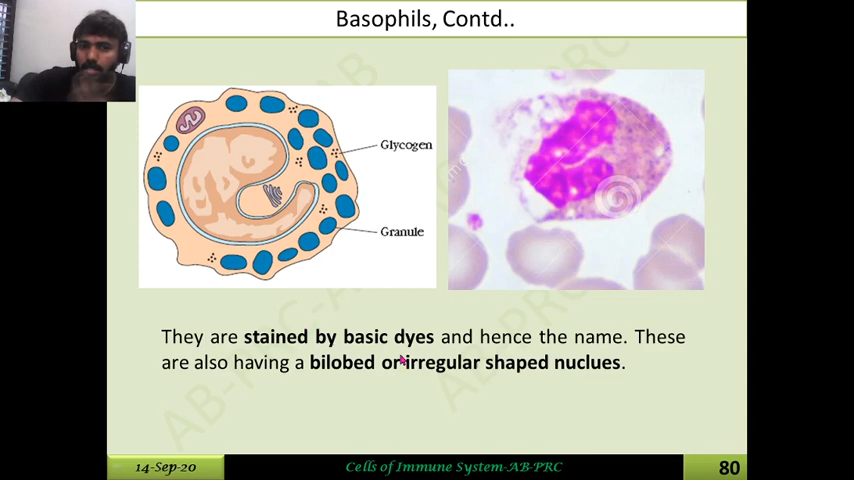 Basophils, Contd..
Glycogen
Granule
They are stained by basic dyes and hence the name. These
are also having a bilobed or irregular shaped nuclues.
14-Sep-20
Cells of Immune System-AB-PRC
80